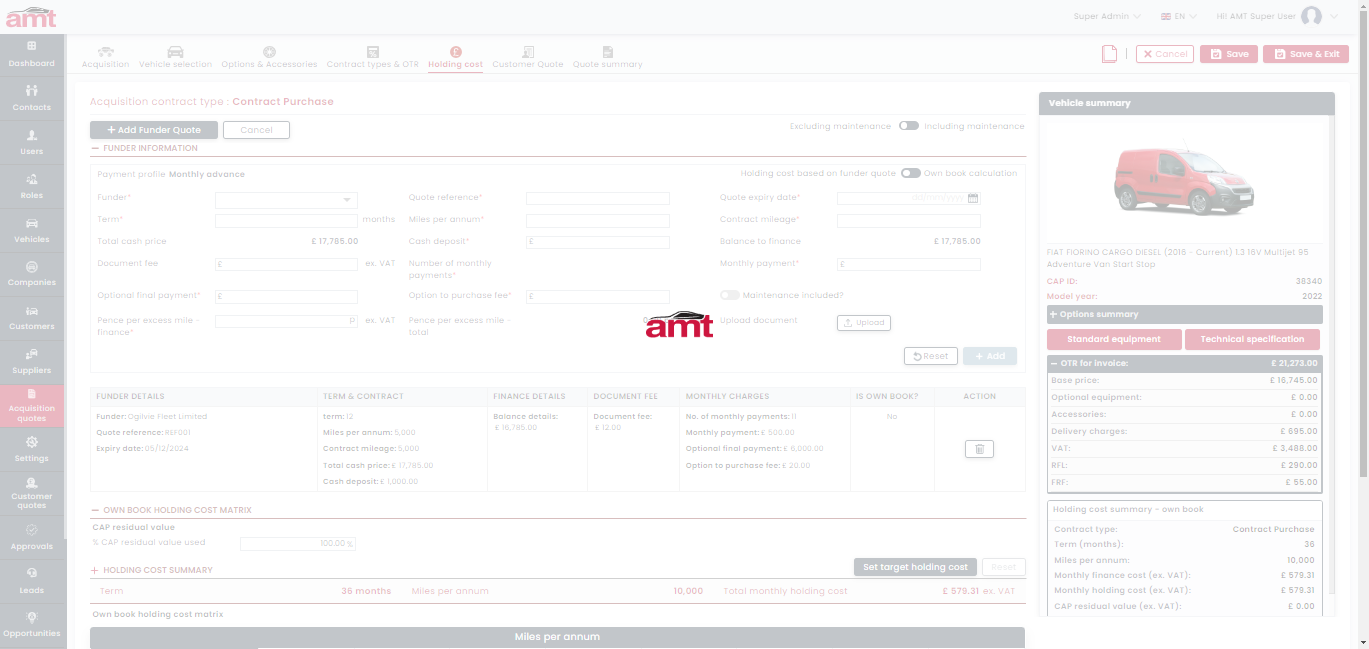 amt
Super Admin
EN
Hi! AMT Super User
Dashboard
Contacts
Users
Roles
Vehicles
Companies
Customers
Suppliers
Acquisition
quotes
Settings
Customer
quotes
Approvals
Leads
Opportunities
Acquisition
Vehicle selection
Options & Accessories
Contract types & OTR
Holding cost
Customer Quote
Quote summary
Cancel
Save
Save & Exit
Acquisition contract type : Contract Purchase
+ Add Funder Quote
Cancel
Excluding maintenance
Including maintenance
FUNDER INFORMATION
Payment profile Monthly advance
Holding cost based on funder quote
Own book calculation
Funder*
Quote reference*
Quote expiry date*
dd/mm/yyyy
Term*
months
Miles per annum*
Contract mileage*
Total cash price
£ 17,785.00
Cash deposit*
£
Balance to finance
£ 17,785.00
Document fee
£
ex. VAT
Number of monthly
payments*
Monthly payment*
£
Optional final payment*
£
Option to purchase fee*
£
Maintenance included?
Pence per excess mile -
finance*
p
ex. VAT
Pence per excess mile -
total
amt
Upload document
Upload
Reset
+ Add
FUNDER DETAILS
TERM & CONTRACT
FINANCE DETAILS
DOCUMENT FEE
MONTHLY CHARGES
IS OWN BOOK?
ACTION
Funder: Ogilvie Fleet Limited
Quote reference: REF001
Expiry date: 05/12/2024
term: 12
Miles per annum: 5,000
Contract mileage: 5,000
Total cash price: £ 17,785.00
Cash deposit: £ 1,000.00
Balance details:
£ 16,785.00
Document fee:
£ 12.00
No. of monthly payments: 11
Monthly payment: £ 500.00
Optional final payment: £ 6,000.00
Option to purchase fee: £ 20.00
No
OWN BOOK HOLDING COST MATRIX
CAP residual value
% CAP residual value used
100.00 %
HOLDING COST SUMMARY
Set target holding cost
Reset
Term
36 months
Miles per annum
10,000
Total monthly holding cost
£ 579.31 ex. VAT
Own book holding cost matrix
Miles per annum
Vehicle summary
FIAT FIORINO CARGO DIESEL (2016 - Current) 1.3 16V Multijet 95
Adventure Van Start Stop
CAP ID:
38340
Model year:
2022
+ Options summary
Standard equipment
Technical specification
OTR for invoice:
£ 21,273.00
Base price:
£ 16,745.00
Optional equipment:
£ 0.00
Accessories:
£ 0.00
Delivery charges:
£ 695.00
VAT:
£ 3,488.00
RFL:
£ 290.00
FRF:
£ 55.00
Holding cost summary - own book
Contract type:
Contract Purchase
Term (months):
36
Miles per annum:
10,000
Monthly finance cost (ex. VAT):
£ 579.31
Monthly holding cost (ex. VAT):
£ 579.31
CAP residual value (ex. VAT):
£ 0.00